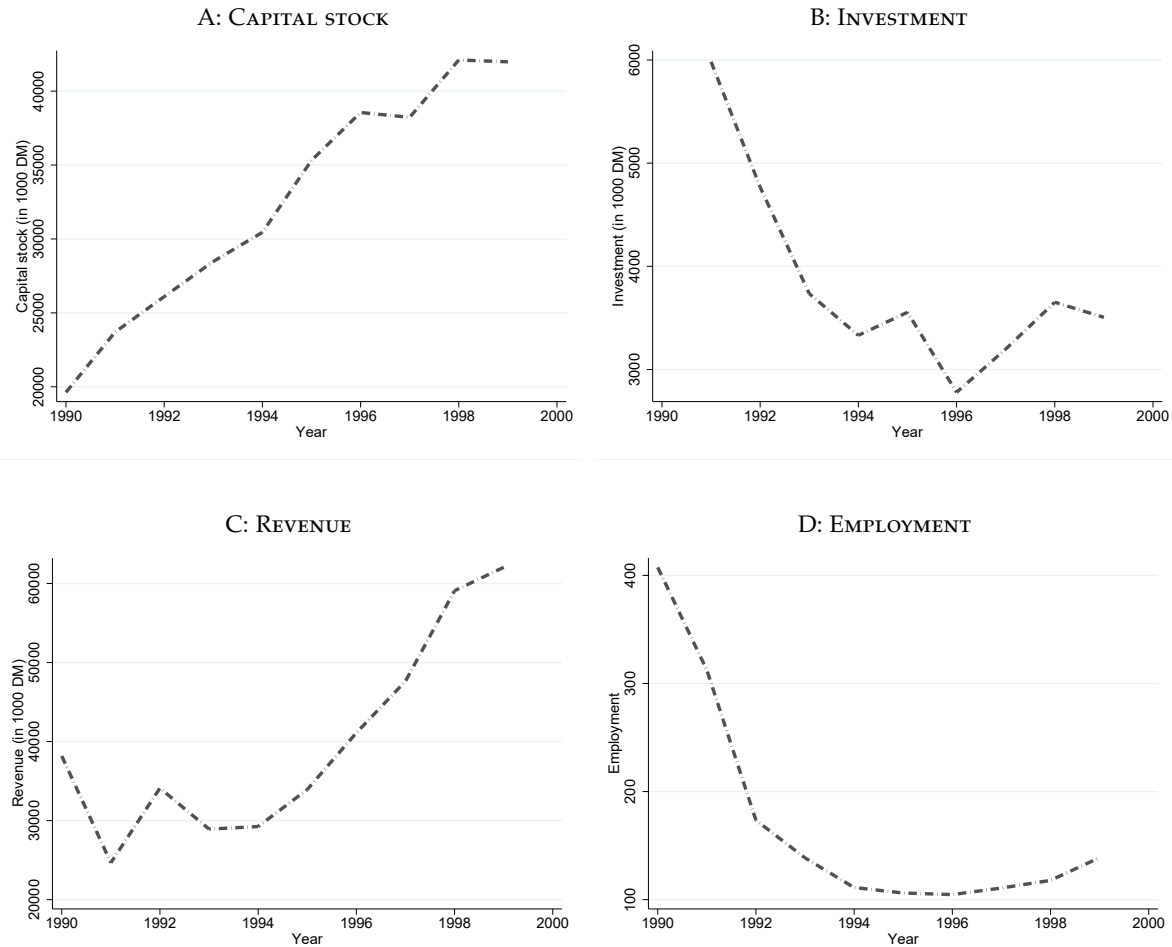 A: CAPITAL STOCK
Capital stock (in 1000 DM)
40000
35000
30000
25000
20000
1990 1992 1994 1996 1998 2000
Year
B: INVESTMENT
Investment (in 1000 DM)
6000
5000
4000
3000
1990 1992 1994 1996 1998 2000
Year
C: REVENUE
Revenue (in 1000 DM)
60000
50000
40000
30000
20000
1990 1992 1994 1996 1998 2000
Year
D: EMPLOYMENT
Employment
400
300
200
100
1990 1992 1994 1996 1998 2000
Year